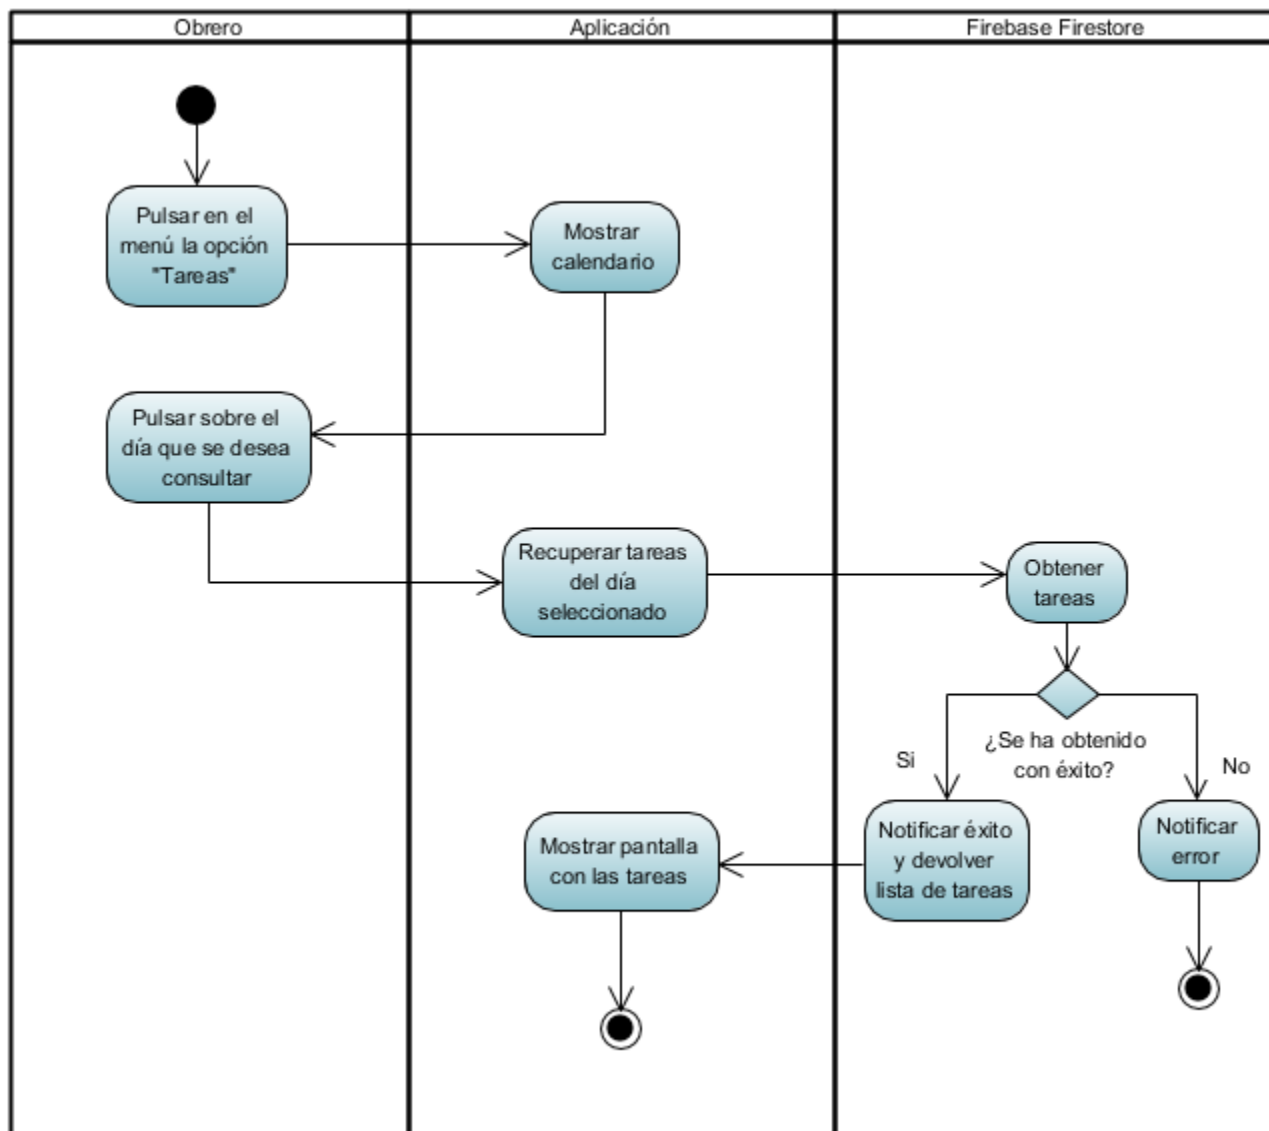 Obrero
Aplicación
Firebase Firestore
Pulsar en el
menú la opción
"Tareas"
Mostrar
calendario
Pulsar sobre el
día que se desea
consultar
Recuperar tareas
del día
seleccionado
Obtener
tareas
¿Se ha obtenido
con éxito?
Si
No
Mostrar pantalla
con las tareas
Notificar éxito
y devolver
lista de tareas
Notificar
error